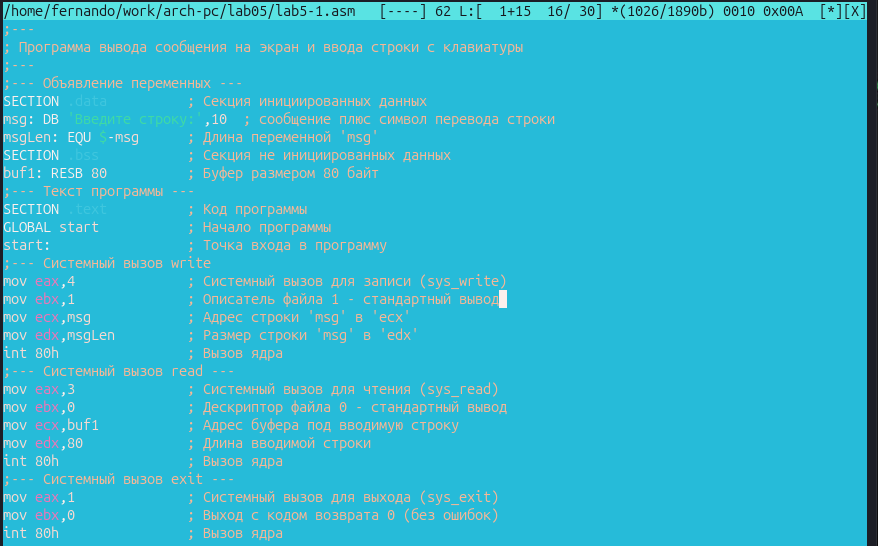 /home/fernando/work/arch-pc/lab05/lab5-1.asm   [----] 62 L:[  1+15  16/ 30] *(1026/1890b) 0010 0x00A  [*][X]
;---
; Программа вывода сообщения на экран и ввода строки с клавиатуры
;---
;--- Объявление переменных ---
SECTION .data          ; Секция инициированных данных
msg: DB 'Введите строку:',10  ; сообщение плюс символ перевода строки
msgLen: EQU $-msg      ; Длина переменной 'msg'
SECTION .bss           ; Секция не инициированных данных
buf1: RESB 80          ; Буфер размером 80 байт
;--- Текст программы ---
SECTION .text          ; Код программы
GLOBAL start           ; Начало программы
start:                 ; Точка входа в программу
;--- Системный вызов write
mov eax,4              ; Системный вызов для записи (sys_write)
mov ebx,1              ; Описатель файла 1 - стандартный вывод
mov ecx,msg            ; Адрес строки 'msg' в 'ecx'
mov edx,msgLen         ; Размер строки 'msg' в 'edx'
int 80h                ; Вызов ядра
;--- Системный вызов read ---
mov eax,3              ; Системный вызов для чтения (sys_read)
mov ebx,0              ; Дескриптор файла 0 - стандартный вывод
mov ecx,buf1           ; Адрес буфера под вводимую строку
mov edx,80             ; Длина вводимой строки
int 80h                ; Вызов ядра
;--- Системный вызов exit ---
mov eax,1              ; Системный вызов для выхода (sys_exit)
mov ebx,0              ; Выход с кодом возврата 0 (без ошибок)
int 80h                ; Вызов ядра